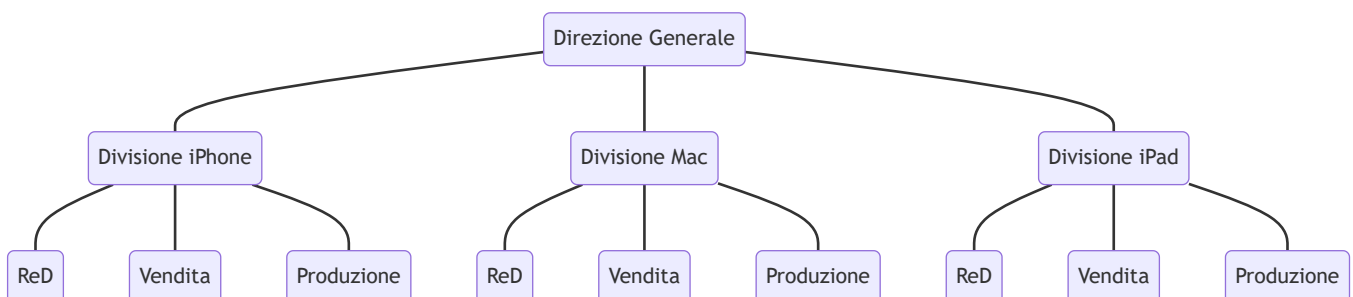 Direzione Generale
Divisione iPhone
Divisione Mac
Divisione iPad
ReD
Vendita
Produzione
ReD
Vendita
Produzione
ReD
Vendita
Produzione